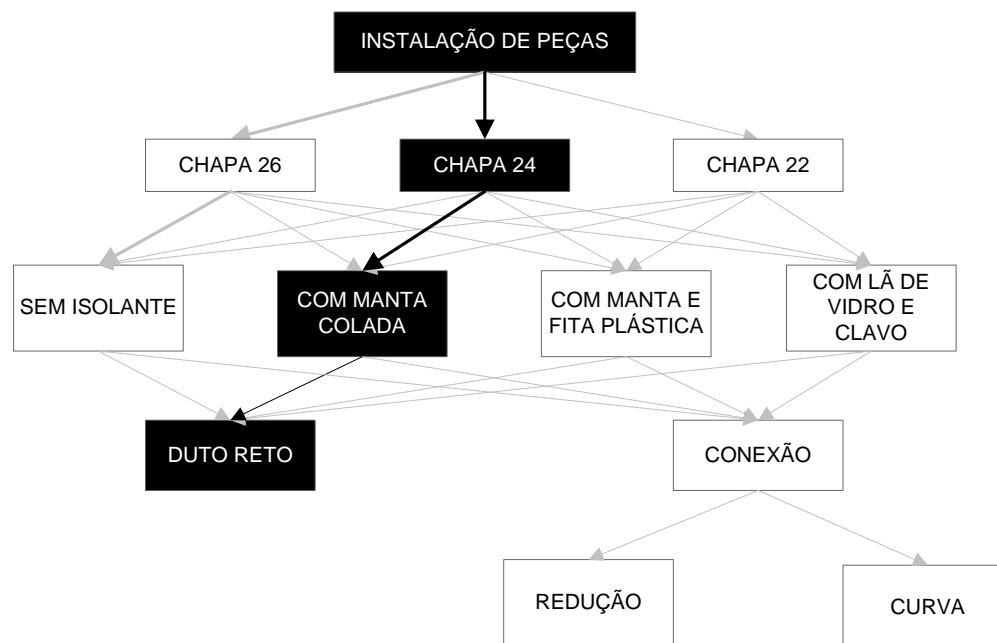 INSTALAÇÃO DE PEÇAS
CHAPA 26
CHAPA 24
CHAPA 22
SEM ISOLANTE
COM MANTA
COLADA
COM MANTA E
FITA PLÁSTICA
COM LÃ DE
VIDRO E
CLAVO
DUTO RETO
CONEXÃO
REDUÇÃO
CURVA